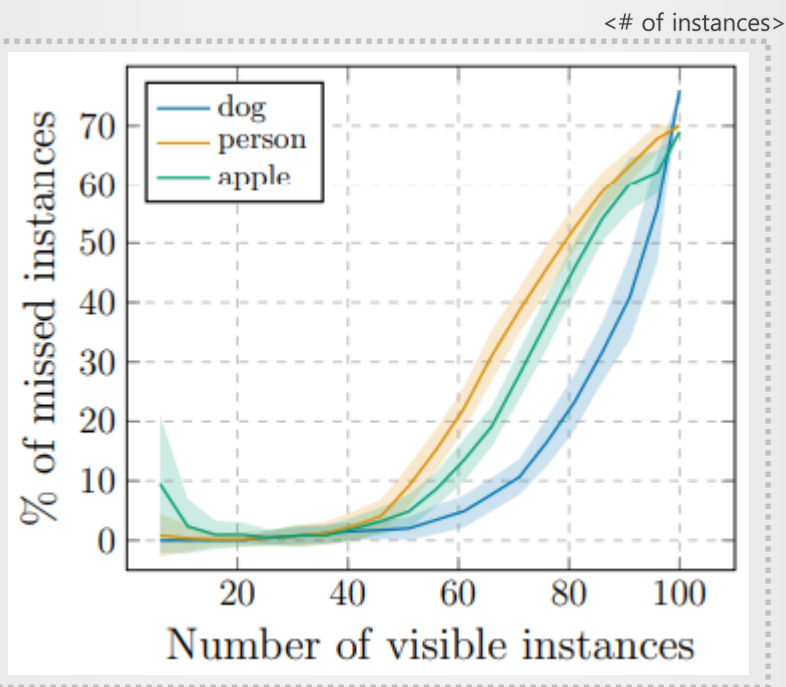 <# of instances>
dog
person
apple
70
60
50
40
30
20
10
0
% of missed instances
20 40 60 80 100
Number of visible instances